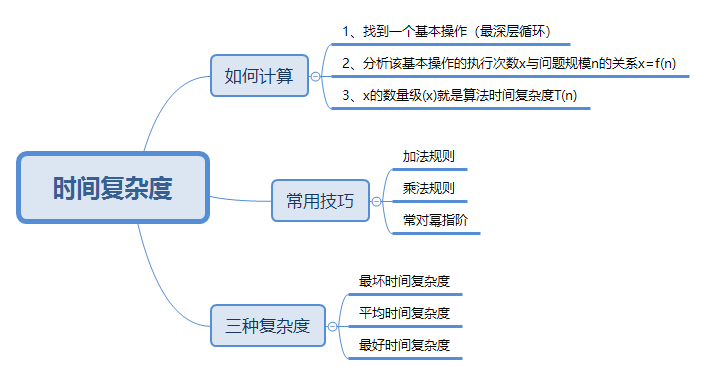 时间复杂度
如何计算
1、找到一个基本操作（最深层循环）
2、分析该基本操作的执行次数x与问题规模n的关系x=f(n)
3、x的数量级(x)就是算法时间复杂度T(n)
常用技巧
加法规则
乘法规则
常对幂指阶
三种复杂度
最坏时间复杂度
平均时间复杂度
最好时间复杂度